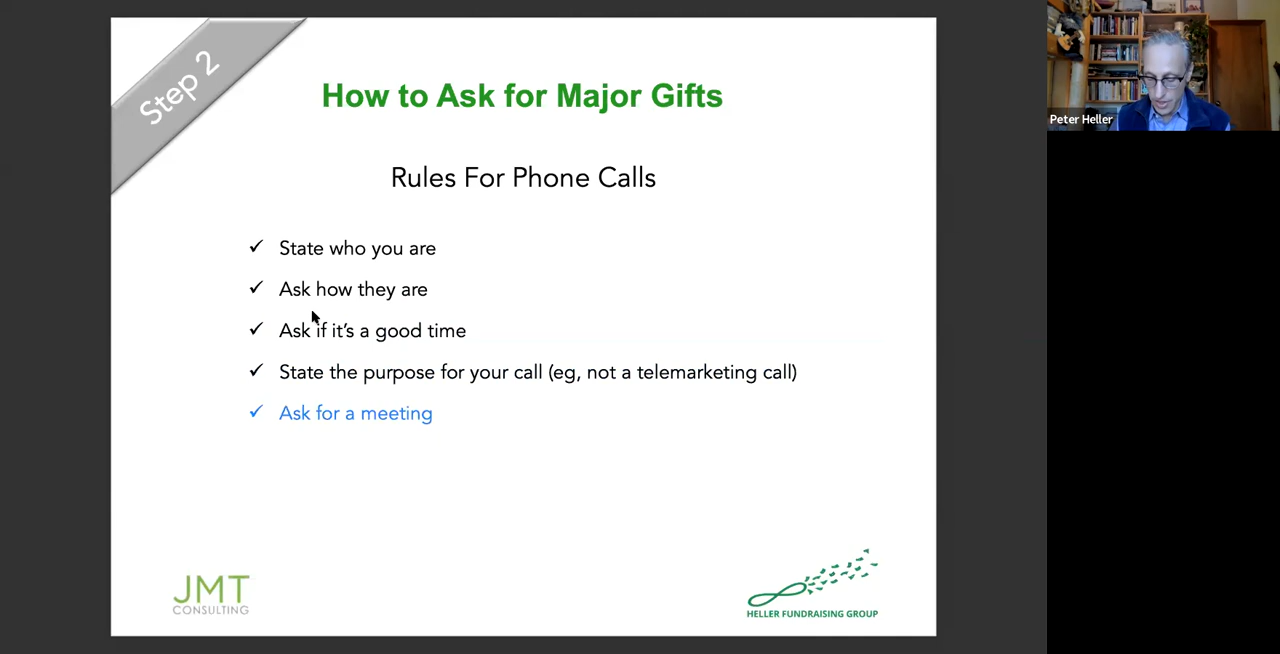 Step 2
How to Ask for Major Gifts
Rules For Phone Calls
✓ State who you are
✓ Ask how they are
✓ Ask if it’s a good time
✓ State the purpose for your call (eg, not a telemarketing call)
✓ Ask for a meeting
JMT
CONSULTING
HELLER FUNDRAISING GROUP
Peter Heller